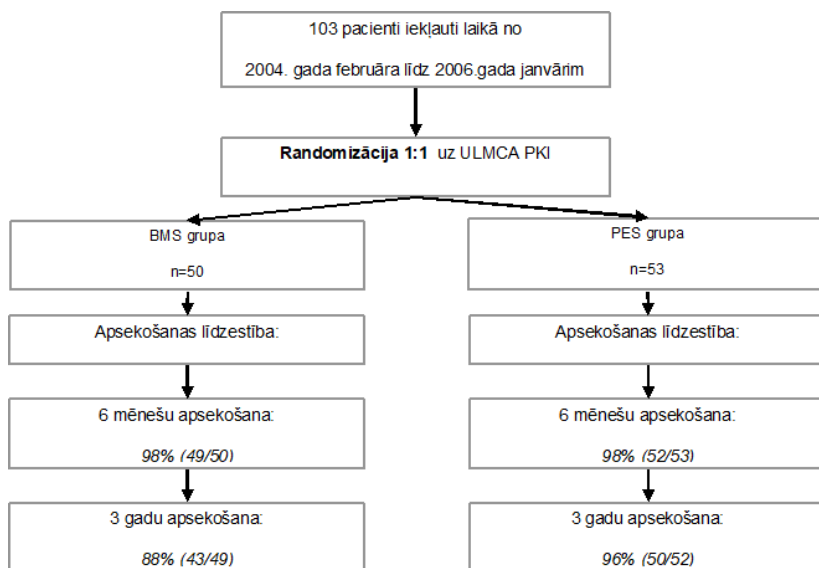 103 pacienti iekļauti laikā no
2004. gada februāra līdz 2006.gada janvārim
Randomizācija 1:1 uz ULMCA PKI
BMS grupa
n=50
PES grupa
n=53
Apsekošanas līdzestība:
Apsekošanas līdzestība:
6 mēnešu apsekošana:
98% (49/50)
6 mēnešu apsekošana:
98% (52/53)
3 gadu apsekošana:
88% (43/49)
3 gadu apsekošana:
96% (50/52)